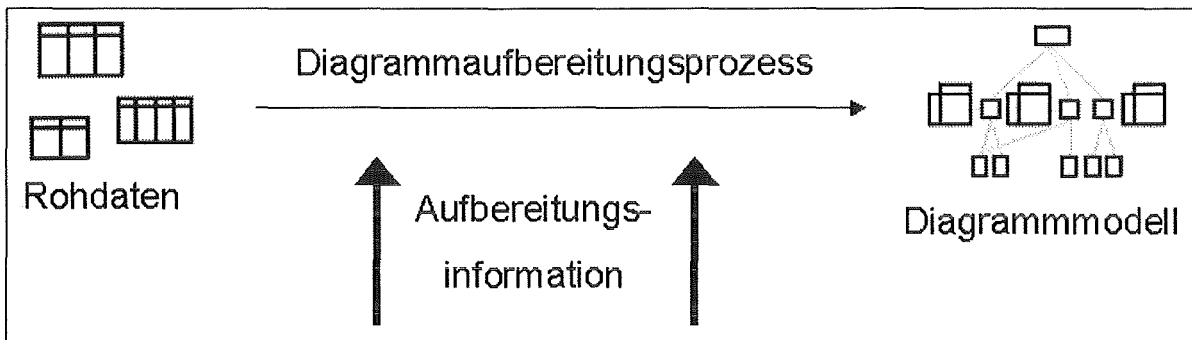 Diagrammaufbereitungsprozess
Rohdaten
Aufbereitungs-
information
Diagrammmodell